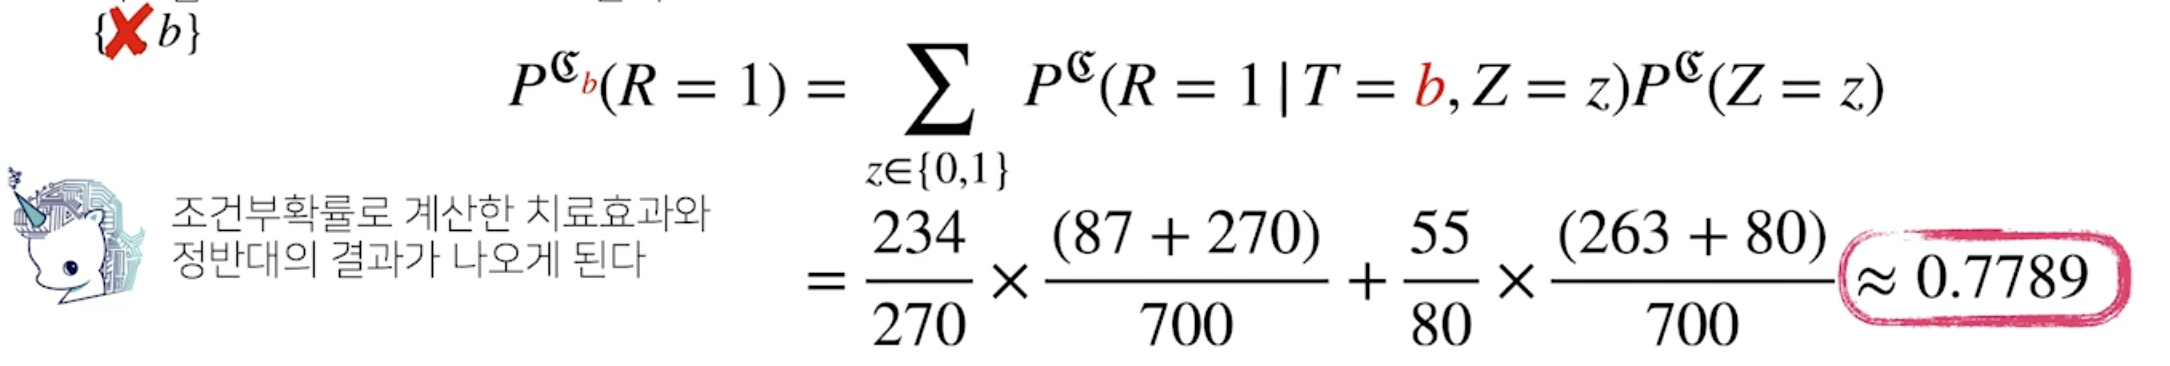 {❌ b}
P^{ℭ_b}(R = 1) = ∑_{z∈{0,1}} P^ℭ(R = 1 | T = b, Z = z)P^ℭ(Z = z)
조건부확률로 계산한 치료효과와
정반대의 결과가 나오게 된다
= 234/270 × (87 + 270)/700 + 55/80 × (263 + 80)/700 ≈ 0.7789